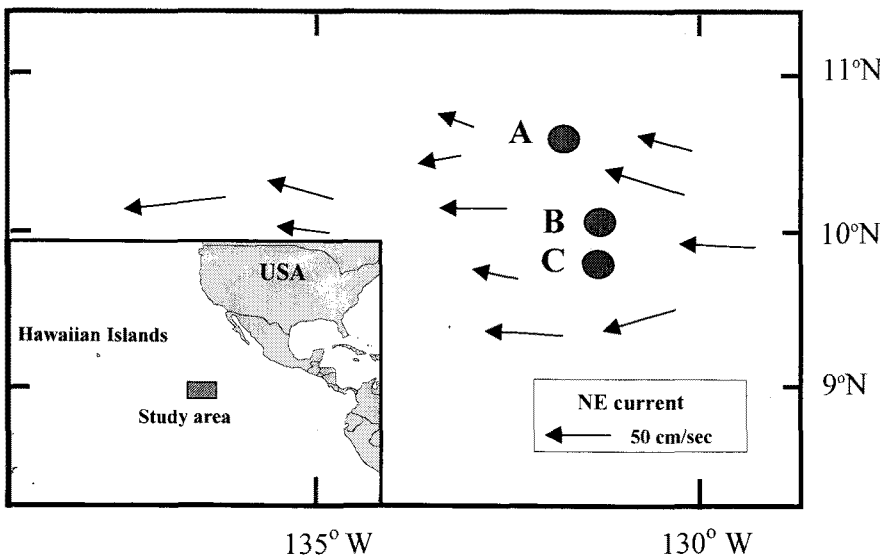 11°N
A
B
10°N
C
USA
Hawaiian Islands
9°N
NE current
Study area
50 cm/sec
135° W
130° W